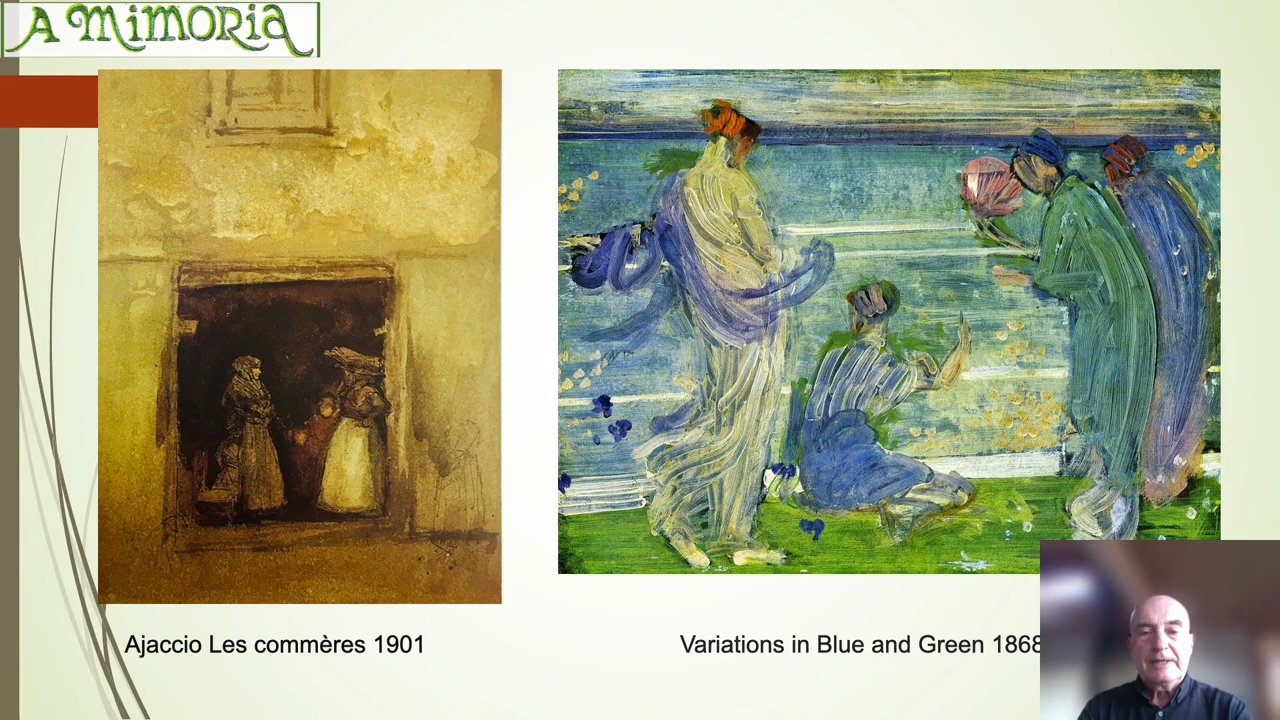 A MIMORIA
Ajaccio Les commères 1901
Variations in Blue and Green 1868